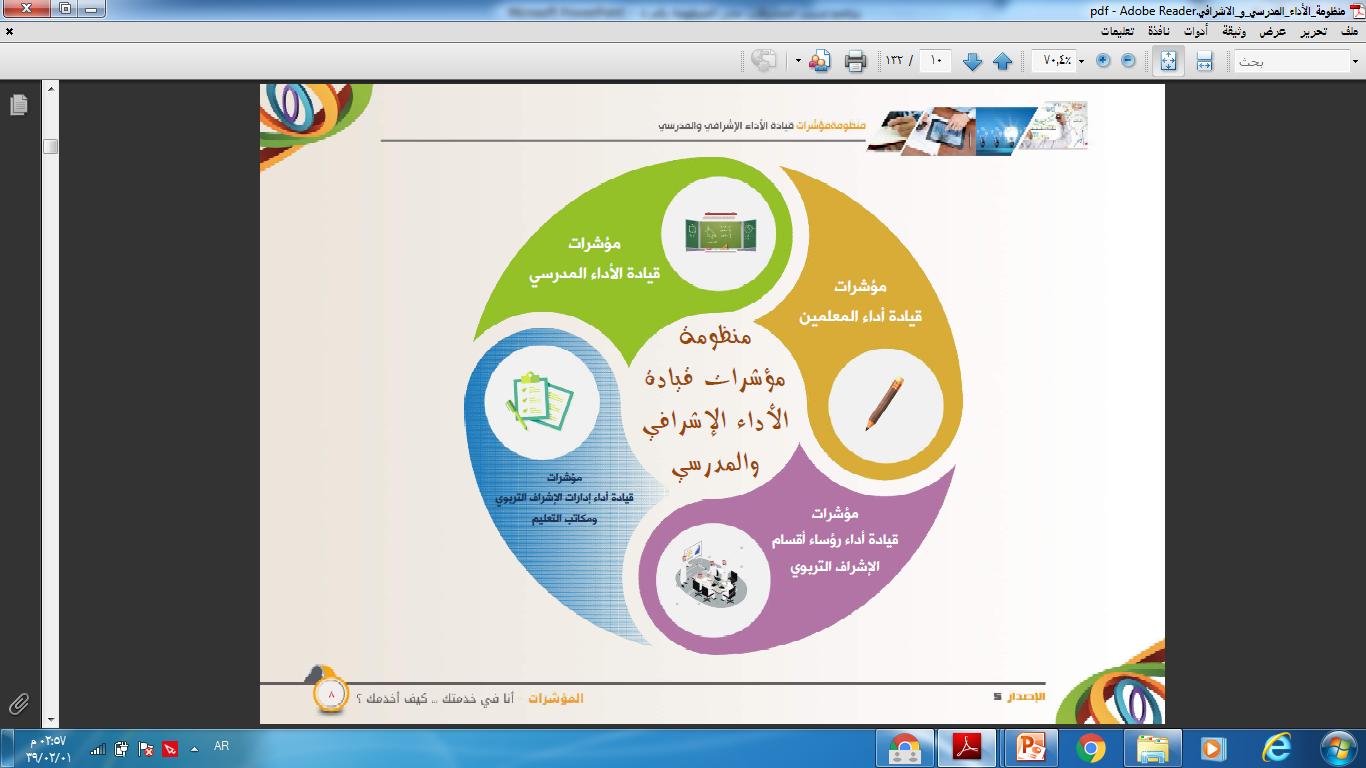 منظومة_الأداء_المدرسي_و_الاشرافي.pdf - Adobe Reader
ملف تحرير عرض وثيقة أدوات نافذة تعليمات
١٠ / ١٣٢
٧٠,٤٪
بحث
منظومة مؤشرات قيادة الأداء الإشرافي والمدرسي
مؤشرات
قيادة الأداء المدرسي
مؤشرات
قيادة أداء المعلمين
منظومة
مؤشرات قيادة
الأداء الإشرافي
والمدرسي
مؤشرات
قيادة أداء إدارات الإشراف التربوي
ومكاتب التعليم
مؤشرات
قيادة أداء رؤساء أقسام
الإشراف التربوي
الإصدار 5
المؤشرات أنا في خدمتك ... كيف أخدمك ؟
٨
AR
٠٢:٥٧ م
٣٩/٠٢/٠١